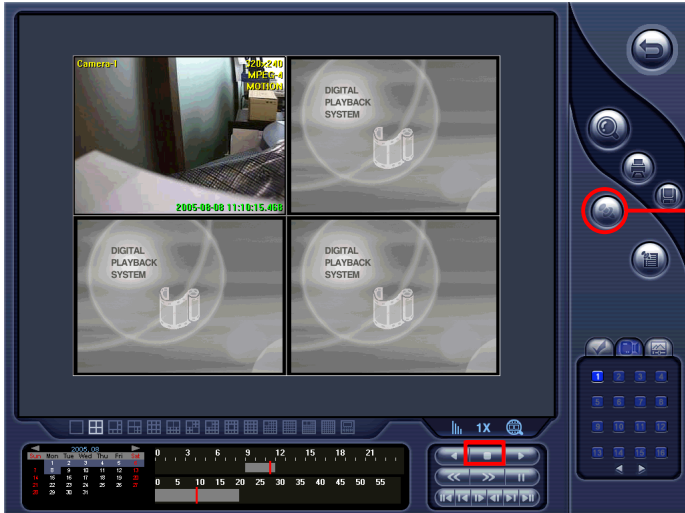 Camera-1
320x240
MPEG-4
MOTION
2005-08-08 11:10:15.468
DIGITAL
PLAYBACK
SYSTEM
DIGITAL
PLAYBACK
SYSTEM
DIGITAL
PLAYBACK
SYSTEM
1X
2005. 08
Sun Mon Tue Wed Thu Fri Sat
1 2 3 4 5 6
7 8 9 10 11 12 13
14 15 16 17 18 19 20
21 22 23 24 25 26 27
28 29 30 31
0 3 6 9 12 15 18 21
0 5 10 15 20 25 30 35 40 45 50 55
1 2 3 4
5 6 7 8
9 10 11 12
13 14 15 16